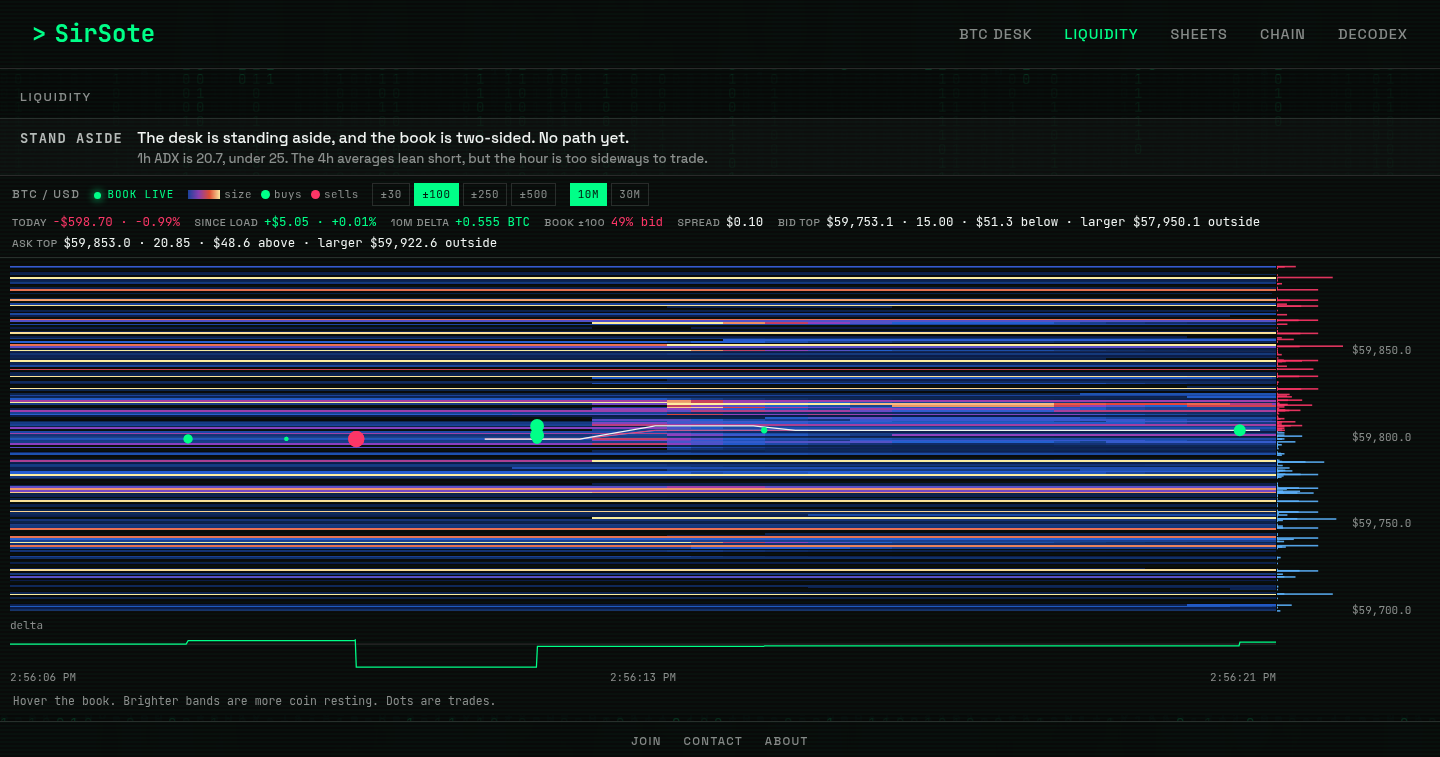 > SirSote
BTC DESK LIQUIDITY SHEETS CHAIN DECODEX
LIQUIDITY
STAND ASIDE The desk is standing aside, and the book is two-sided. No path yet.
1h ADX is 20.7, under 25. The 4h averages lean short, but the hour is too sideways to trade.
BTC / USD BOOK LIVE size buys sells ±30 ±100 ±250 ±500 10M 30M
TODAY -$598.70 · -0.99% SINCE LOAD +$5.05 · +0.01% 10M DELTA +0.555 BTC BOOK ±100 49% bid SPREAD $0.10 BID TOP $59,753.1 · 15.00 · $51.3 below · larger $57,950.1 outside
ASK TOP $59,853.0 · 20.85 · $48.6 above · larger $59,922.6 outside
$59,850.0
$59,800.0
$59,750.0
$59,700.0
delta
2:56:06 PM 2:56:13 PM 2:56:21 PM
Hover the book. Brighter bands are more coin resting. Dots are trades.
JOIN CONTACT ABOUT